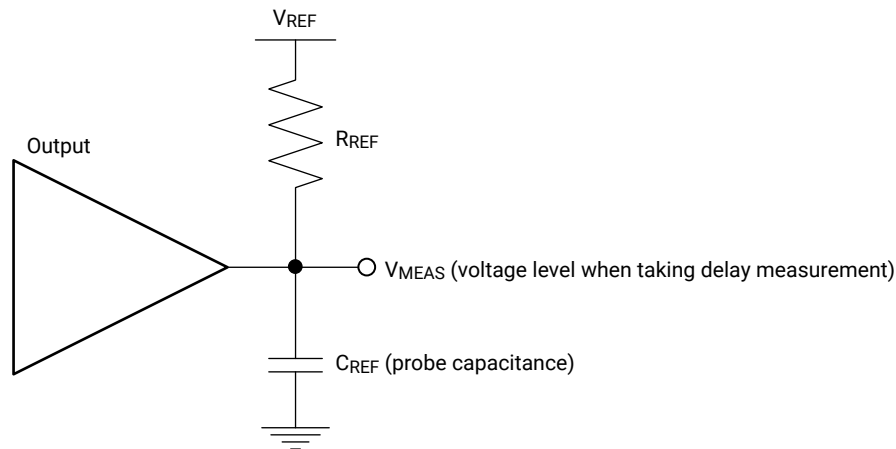 VREF
RREF
Output
VMEAS (voltage level when taking delay measurement)
CREF (probe capacitance)